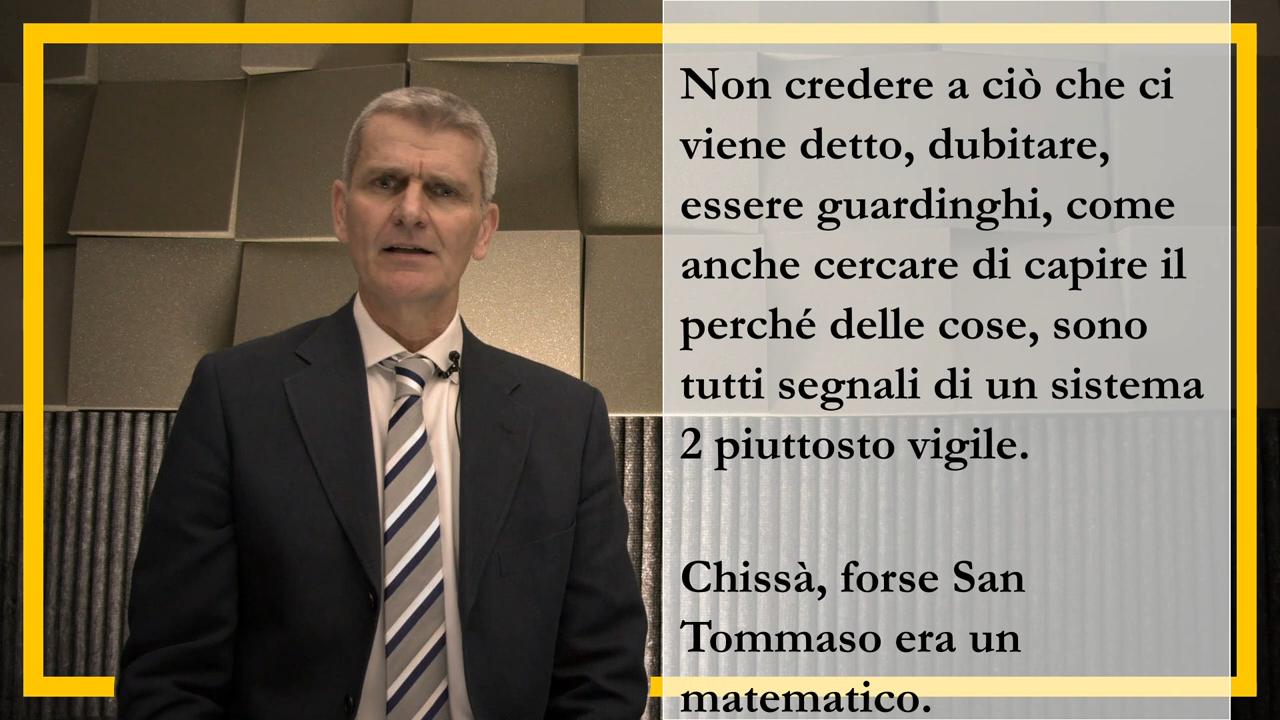 Non credere a ciò che ci
viene detto, dubitare,
essere guardinghi, come
anche cercare di capire il
perché delle cose, sono
tutti segnali di un sistema
2 piuttosto vigile.
Chissà, forse San
Tommaso era un
matematico.